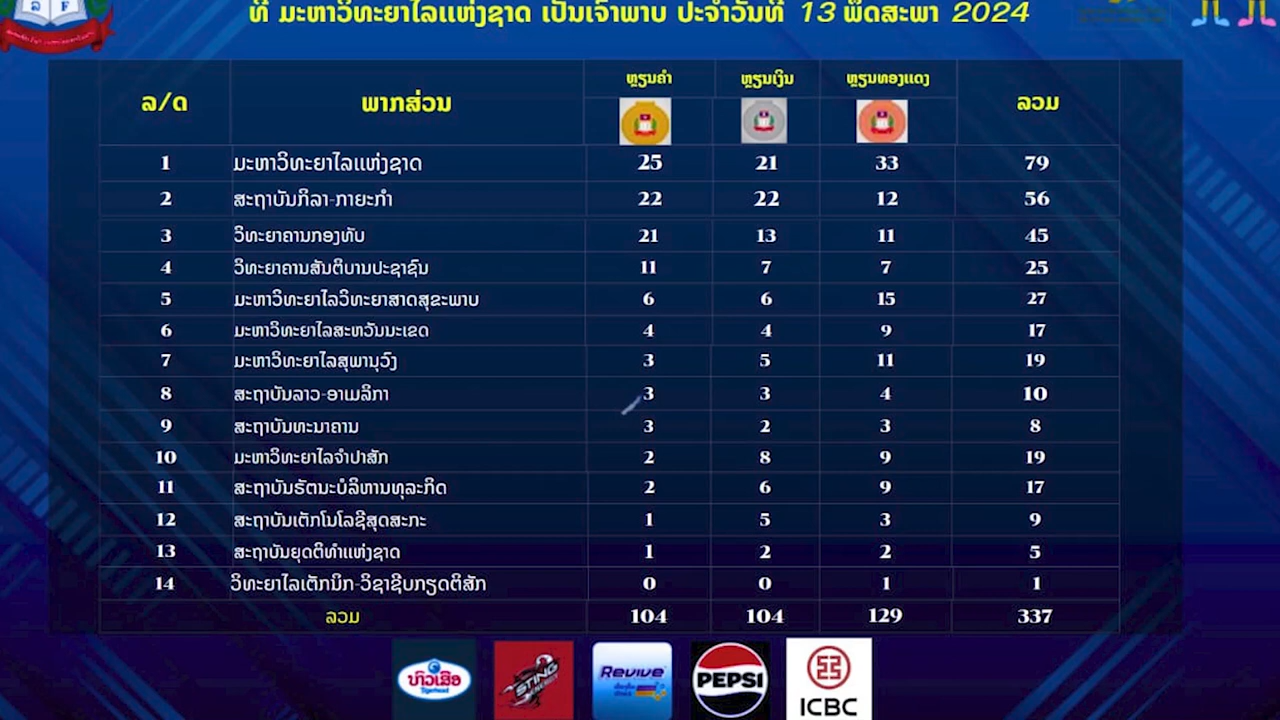 ທີ່ ມະຫາວິທະຍາໄລແຫ່ງຊາດ ເປັນເຈົ້າພາບ ປະຈຳວັນທີ 13 ພຶດສະພາ 2024
ລ/ດ ພາກສ່ວນ ຫຼຽນຄຳ ຫຼຽນເງິນ ຫຼຽນທອງແດງ ລວມ
1 ມະຫາວິທະຍາໄລແຫ່ງຊາດ 25 21 33 79
2 ສະຖາບັນກິລາ-ກາຍະກຳ 22 22 12 56
3 ວິທະຍາຄານກອງທັບ 21 13 11 45
4 ວິທະຍາຄານສັນຕິບານປະຊາຊົນ 11 7 7 25
5 ມະຫາວິທະຍາໄລວິທະຍາສາດສຸຂະພາບ 6 6 15 27
6 ມະຫາວິທະຍາໄລສະຫວັນນະເຂດ 4 4 9 17
7 ມະຫາວິທະຍາໄລສຸພານຸວົງ 3 5 11 19
8 ສະຖາບັນລາວ-ອາເມລິກາ 3 3 4 10
9 ສະຖາບັນທະນາຄານ 3 2 3 8
10 ມະຫາວິທະຍາໄລຈຳປາສັກ 2 8 9 19
11 ສະຖາບັນຣັຕນະບໍລິຫານທຸລະກິດ 2 6 9 17
12 ສະຖາບັນເຕັກໂນໂລຊີສຸດສະກະ 1 5 3 9
13 ສະຖາບັນຍຸດຕິທຳແຫ່ງຊາດ 1 2 2 5
14 ວິທະຍາໄລເຕັກນິກ-ວິຊາຊີບກຽດຕິສັກ 0 0 1 1
ລວມ 104 104 129 337
ຫົວເສືອ
Tigerhead
STING
ENERGY
Revive
PEPSI
ICBC